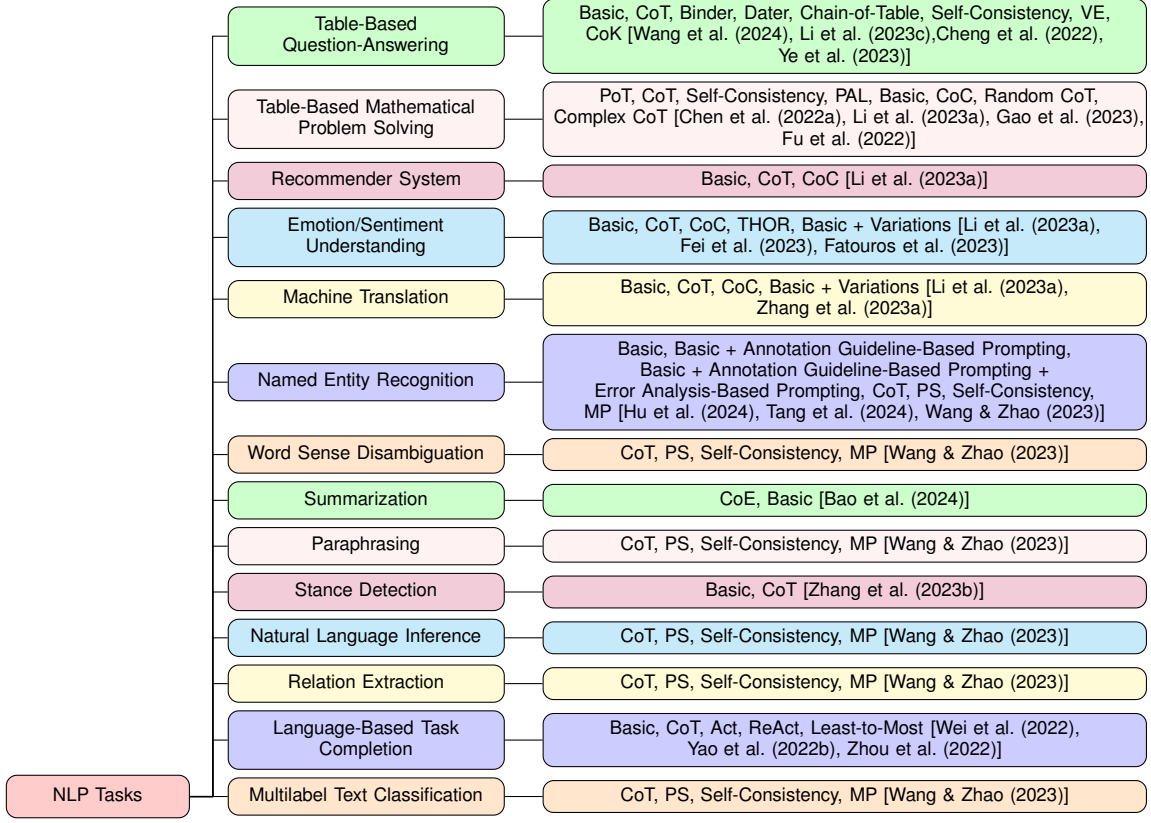 Table-Based
Question-Answering
Basic, CoT, Binder, Dater, Chain-of-Table, Self-Consistency, VE,
CoK [Wang et al. (2024), Li et al. (2023c),Cheng et al. (2022),
Ye et al. (2023)]
Table-Based Mathematical
Problem Solving
PoT, CoT, Self-Consistency, PAL, Basic, CoC, Random CoT,
Complex CoT [Chen et al. (2022a), Li et al. (2023a), Gao et al. (2023),
Fu et al. (2022)]
Recommender System
Basic, CoT, CoC [Li et al. (2023a)]
Emotion/Sentiment
Understanding
Basic, CoT, CoC, THOR, Basic + Variations [Li et al. (2023a),
Fei et al. (2023), Fatouros et al. (2023)]
Machine Translation
Basic, CoT, CoC, Basic + Variations [Li et al. (2023a),
Zhang et al. (2023a)]
Named Entity Recognition
Basic, Basic + Annotation Guideline-Based Prompting,
Basic + Annotation Guideline-Based Prompting +
Error Analysis-Based Prompting, CoT, PS, Self-Consistency,
MP [Hu et al. (2024), Tang et al. (2024), Wang & Zhao (2023)]
Word Sense Disambiguation
CoT, PS, Self-Consistency, MP [Wang & Zhao (2023)]
Summarization
CoE, Basic [Bao et al. (2024)]
Paraphrasing
CoT, PS, Self-Consistency, MP [Wang & Zhao (2023)]
Stance Detection
Basic, CoT [Zhang et al. (2023b)]
Natural Language Inference
CoT, PS, Self-Consistency, MP [Wang & Zhao (2023)]
Relation Extraction
CoT, PS, Self-Consistency, MP [Wang & Zhao (2023)]
Language-Based Task
Completion
Basic, CoT, Act, ReAct, Least-to-Most [Wei et al. (2022),
Yao et al. (2022b), Zhou et al. (2022)]
NLP Tasks
Multilabel Text Classification
CoT, PS, Self-Consistency, MP [Wang & Zhao (2023)]